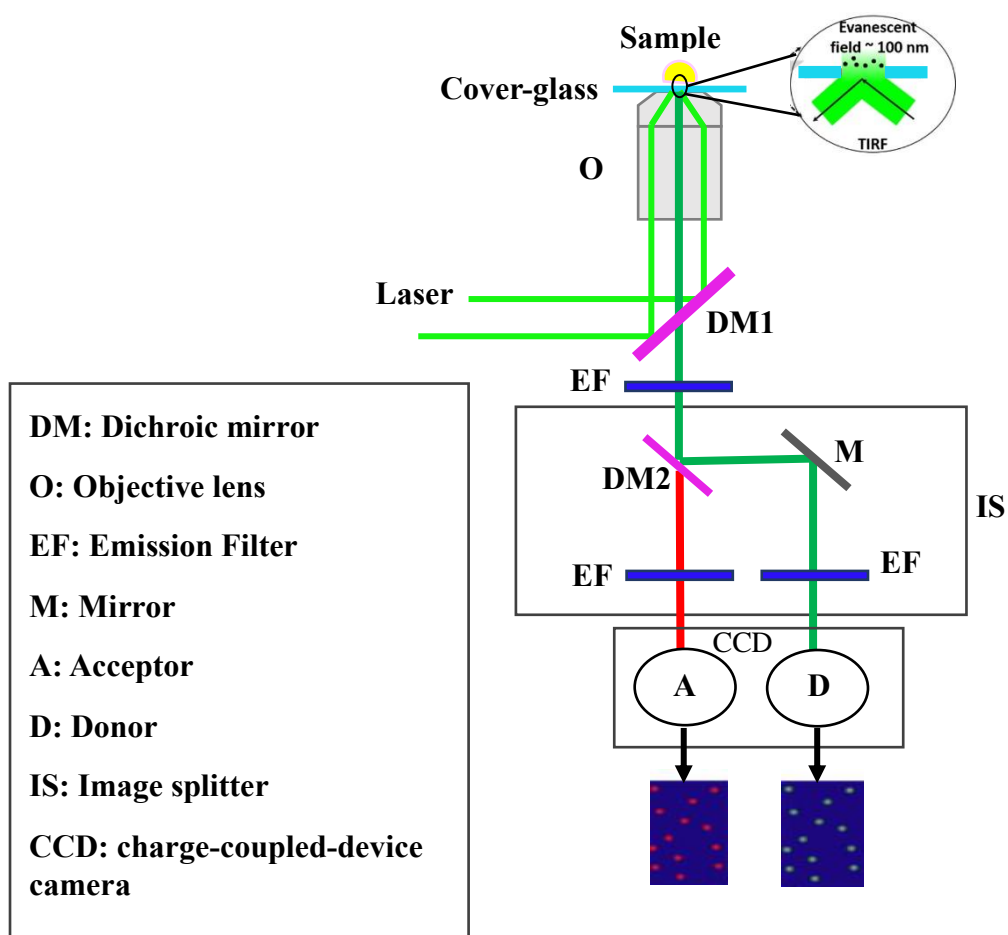 Evanescent
field ~ 100 nm
TIRF
Sample
Cover-glass
O
Laser
DM1
EF
DM2
M
IS
EF
EF
CCD
A
D
DM: Dichroic mirror
O: Objective lens
EF: Emission Filter
M: Mirror
A: Acceptor
D: Donor
IS: Image splitter
CCD: charge-coupled-device
camera